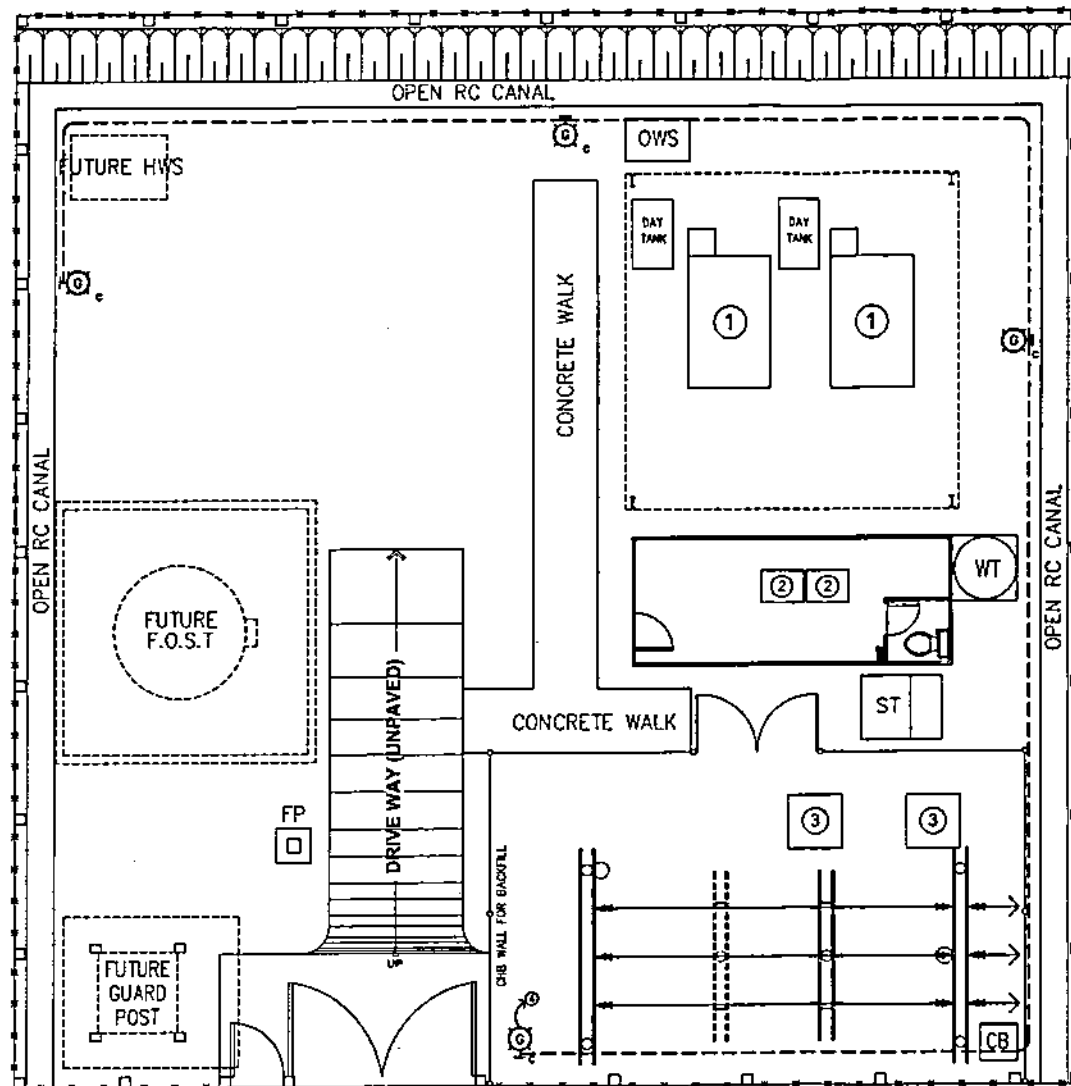 OPEN RC CANAL
G
c
OWS
FUTURE HWS
DAY
TANK
DAY
TANK
G
c
1
1
CONCRETE WALK
G
c
OPEN RC CANAL
OPEN RC CANAL
WT
2
2
FUTURE
F.O.S.T
ST
CONCRETE WALK
DRIVE WAY (UNPAVED)
FP
3
3
CHB WALL FOR BACKFILL
UP
FUTURE
GUARD
POST
4
G
c
CB